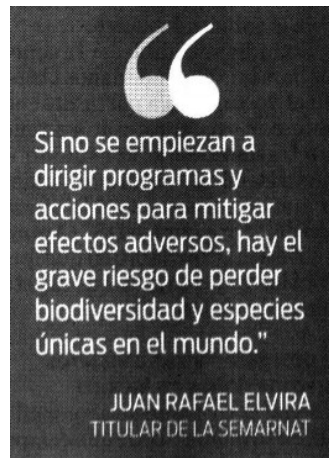 Si no se empiezan a
dirigir programas y
acciones para mitigar
efectos adversos, hay el
grave riesgo de perder
biodiversidad y especies
únicas en el mundo."
JUAN RAFAEL ELVIRA
TITULAR DE LA SEMARNAT